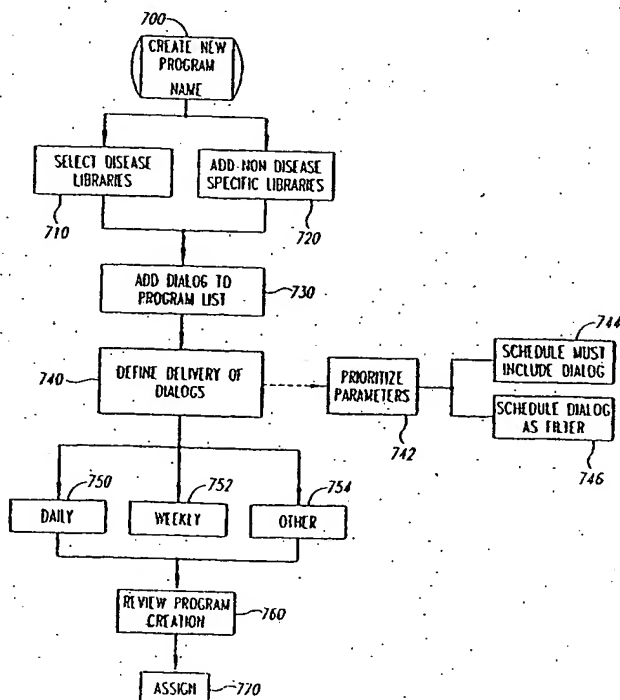 700
CREATE NEW
PROGRAM
NAME
SELECT DISEASE
LIBRARIES
710
ADD-NON DISEASE
SPECIFIC LIBRARIES
720
ADD DIALOG TO
PROGRAM LIST
730
740
DEFINE DELIVERY OF
DIALOGS
PRIORITIZE
PARAMETERS
742
744
SCHEDULE MUST
INCLUDE DIALOG
SCHEDULE DIALOG
AS FILTER
746
750
DAILY
752
WEEKLY
754
OTHER
REVIEW PROGRAM
CREATION
760
ASSIGN
770